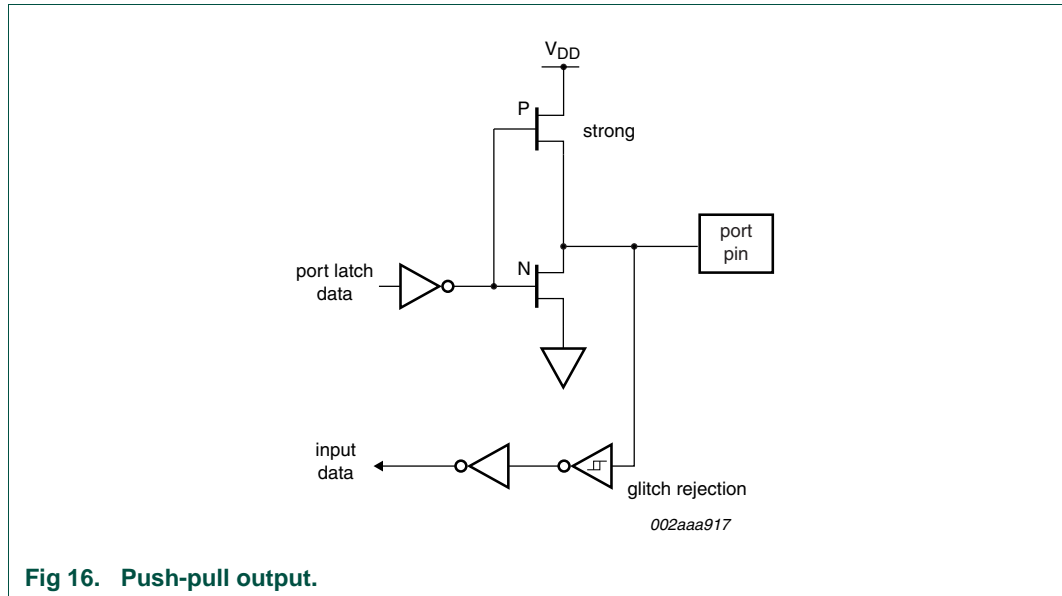 VDD
P
strong
port
pin
N
port latch
data
input
data
glitch rejection
002aaa917
Fig 16. Push-pull output.